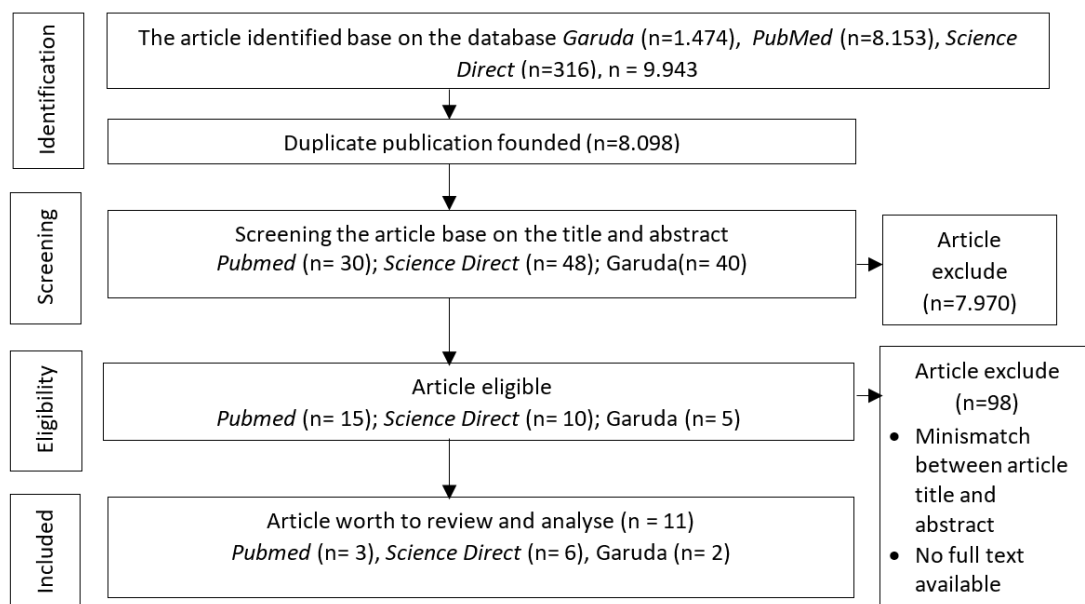 Identification
The article identified base on the database Garuda (n=1.474), PubMed (n=8.153), Science
Direct (n=316), n = 9.943
Duplicate publication founded (n=8.098)
Screening
Screening the article base on the title and abstract
Pubmed (n= 30); Science Direct (n= 48); Garuda(n= 40)
Article
exclude
(n=7.970)
Eligibility
Article eligible
Pubmed (n= 15); Science Direct (n= 10); Garuda (n= 5)
Article exclude
(n=98)
• Minismatch
between article
title and
abstract
• No full text
available
Included
Article worth to review and analyse (n = 11)
Pubmed (n= 3), Science Direct (n= 6), Garuda (n= 2)